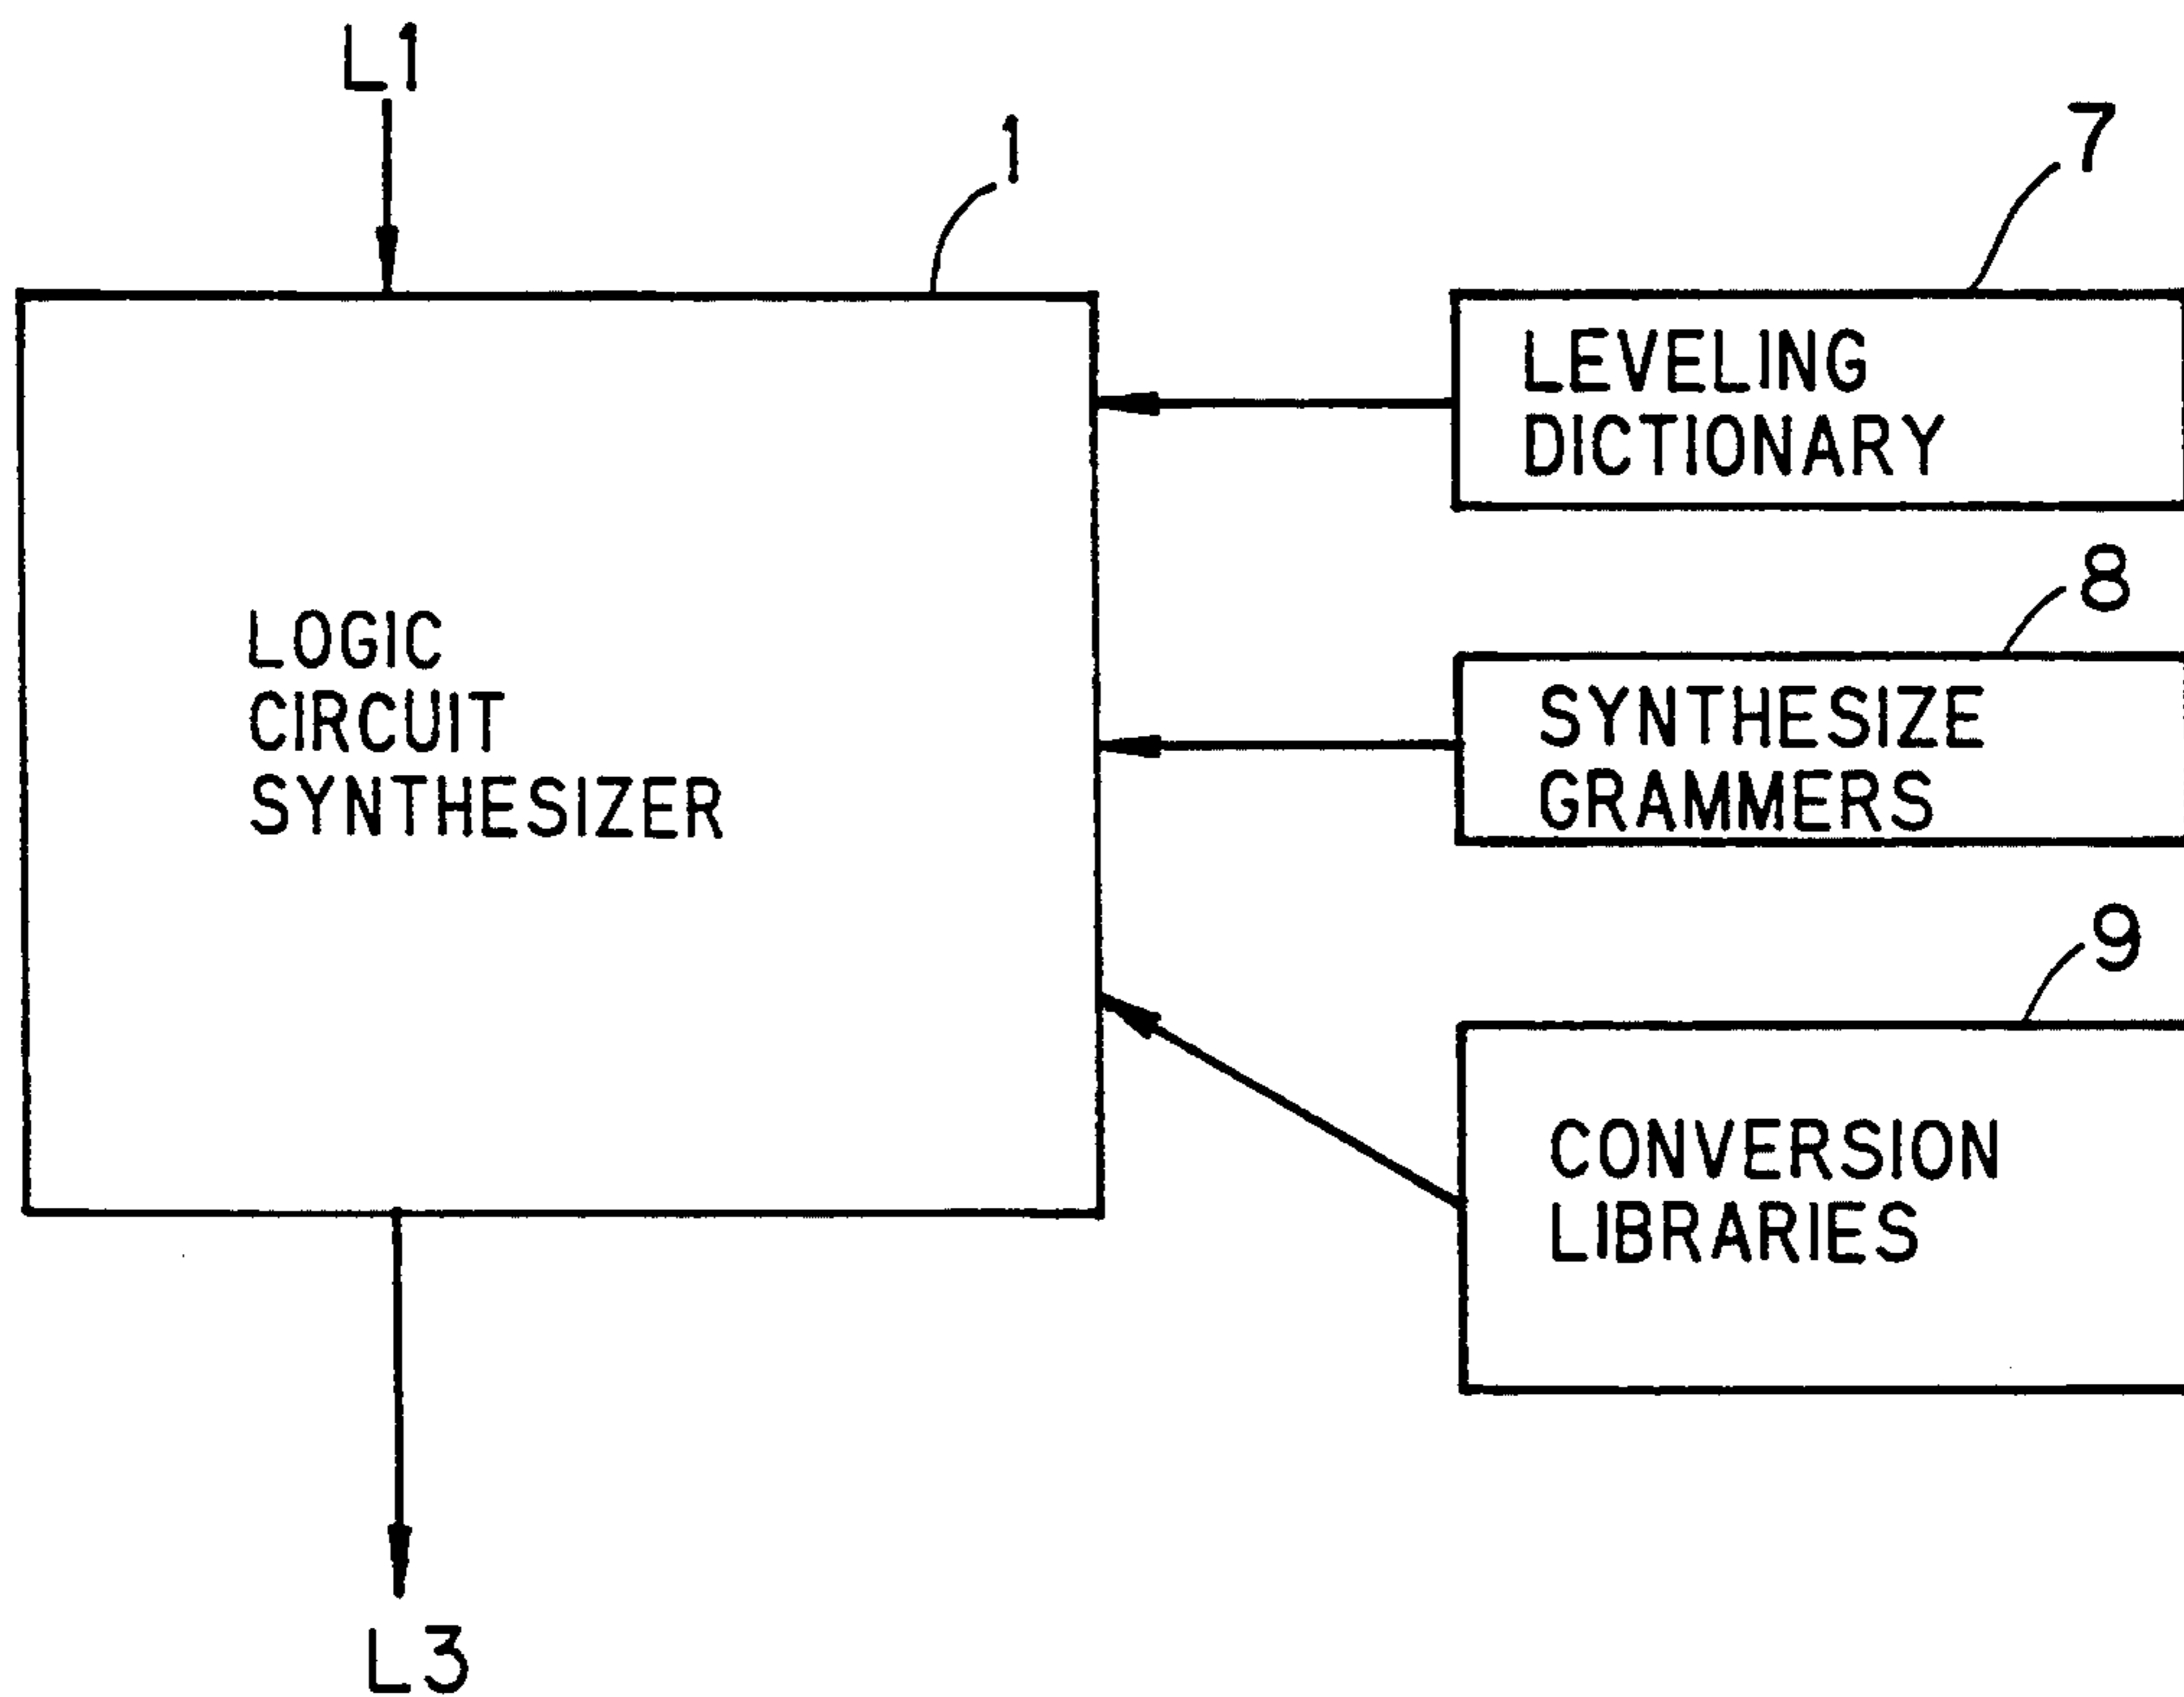 L1
1
7
LEVELING
DICTIONARY
8
LOGIC
CIRCUIT
SYNTHESIZER
SYNTHESIZE
GRAMMERS
9
CONVERSION
LIBRARIES
L3